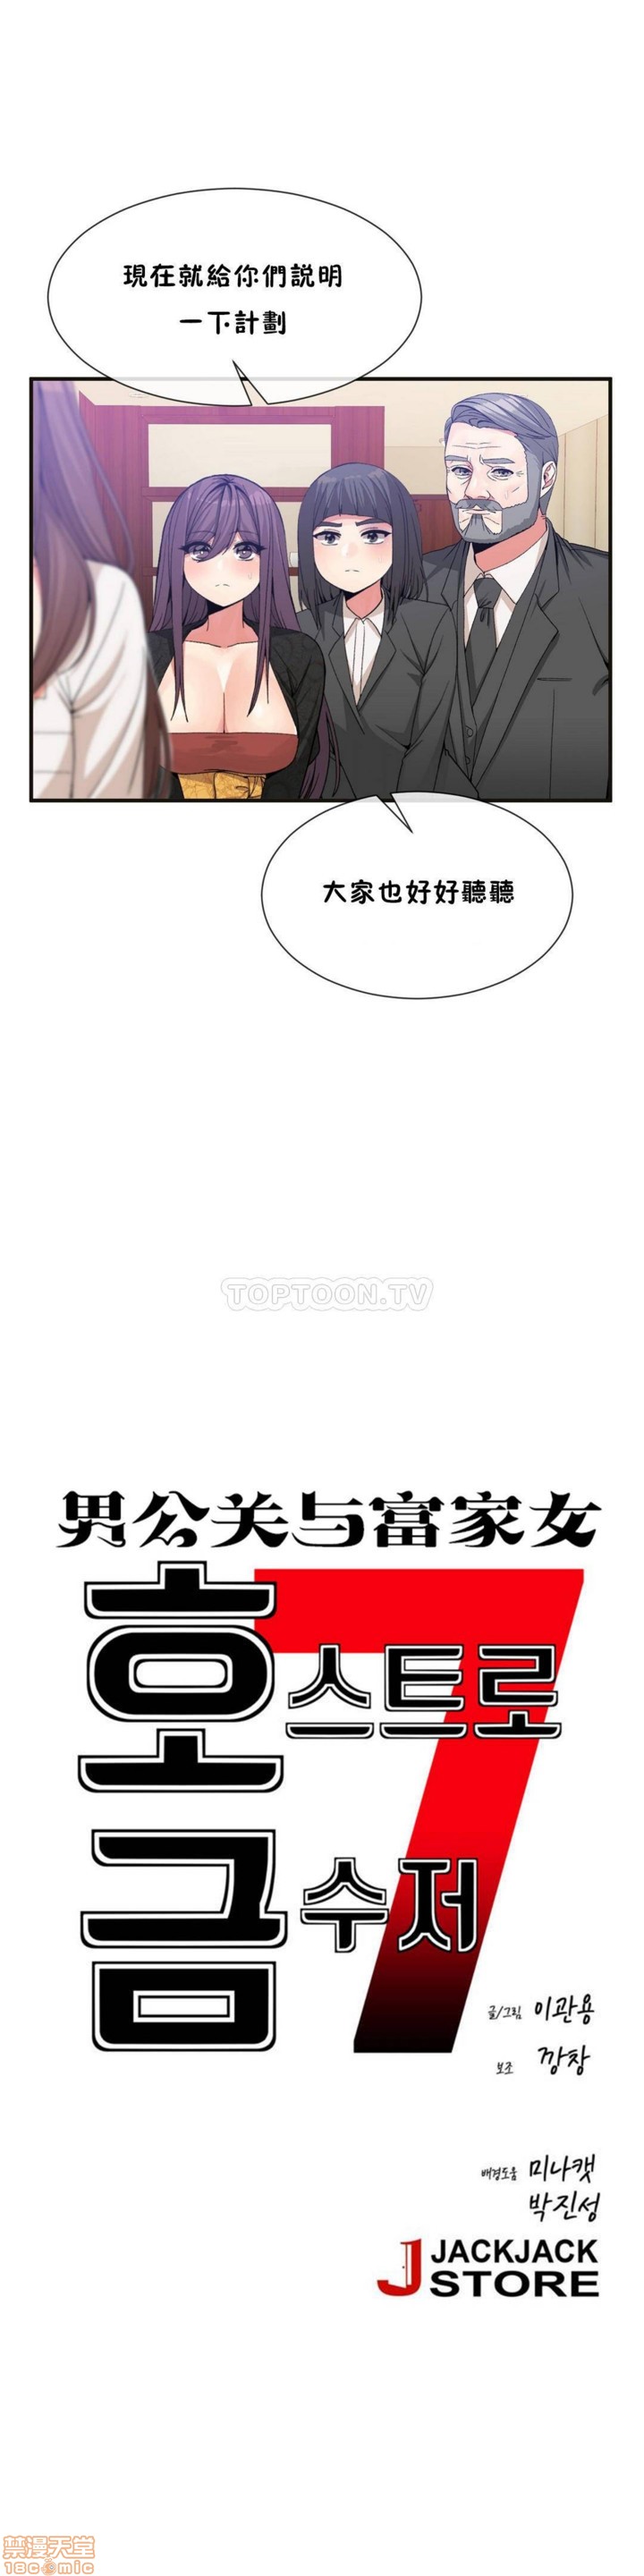 現在就給你們説明
一下計劃
大家也好好聽聽
TOPTOON.TV
男公关与富家女
호스트로
금수저
7
글/그림 이관용
보조 깡창
배경도움 미나캣
박진성
JACKJACK
STORE
禁漫天堂
18comic